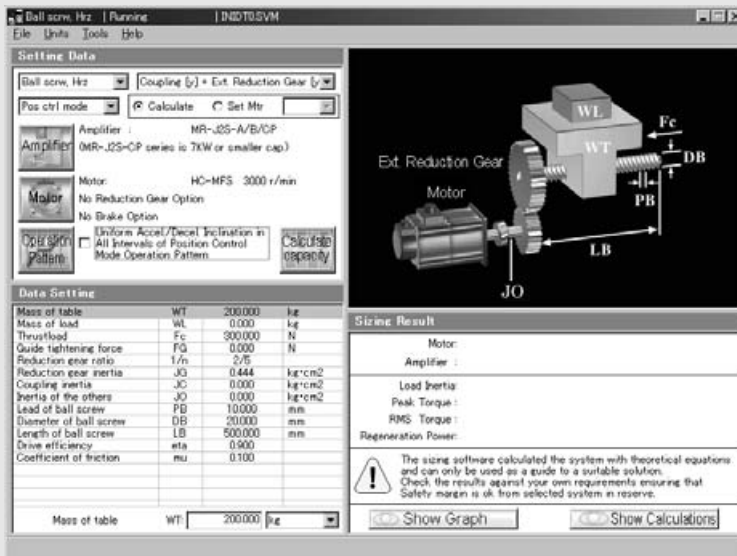 Ball scrw, Hrz | Running | INIDT0.SVM
File Units Tools Help
Setting Data
Ball scrw, Hrz Coupling [y] + Ext. Reduction Gear [y
Pos ctrl mode Calculate Set Mtr
Amplifier
Amplifier : MR-J2S-A/B/CP
(MR-J2S-CP series is 7KW or smaller cap)
Motor
Motor: HC-MFS 3000 r/min
No Reduction Gear Option
No Brake Option
Operation Pattern
Uniform Accel/Decel Inclination in
All Intervals of Position Control
Mode Operation Pattern
Calculate capacity
WL
WT
Fc
DB
PB
LB
JO
Ext. Reduction Gear
Motor
Data Setting
Mass of table WT 200.000 kg
Mass of load WL 0.000 kg
Thrustload Fc 300.000 N
Guide tightening force FG 0.000 N
Reduction gear ratio 1/n 2/5
Reduction gear inertia JG 0.444 kg·cm2
Coupling inertia JC 0.000 kg·cm2
Inertia of the others JO 0.000 kg·cm2
Lead of ball screw PB 10.000 mm
Diameter of ball screw DB 20.000 mm
Length of ball screw LB 500.000 mm
Drive efficiency eta 0.900
Coefficient of friction mu 0.100
Mass of table WT: 200.000 kg
Sizing Result
Motor:
Amplifier :
Load Inertia:
Peak Torque :
RMS Torque :
Regeneration Power:
The sizing software calculated the system with theoretical equations
and can only be used as a guide to a suitable solution.
Check the results against your own requirements ensuring that
Safety margin is ok from selected system in reserve.
Show Graph Show Calculations